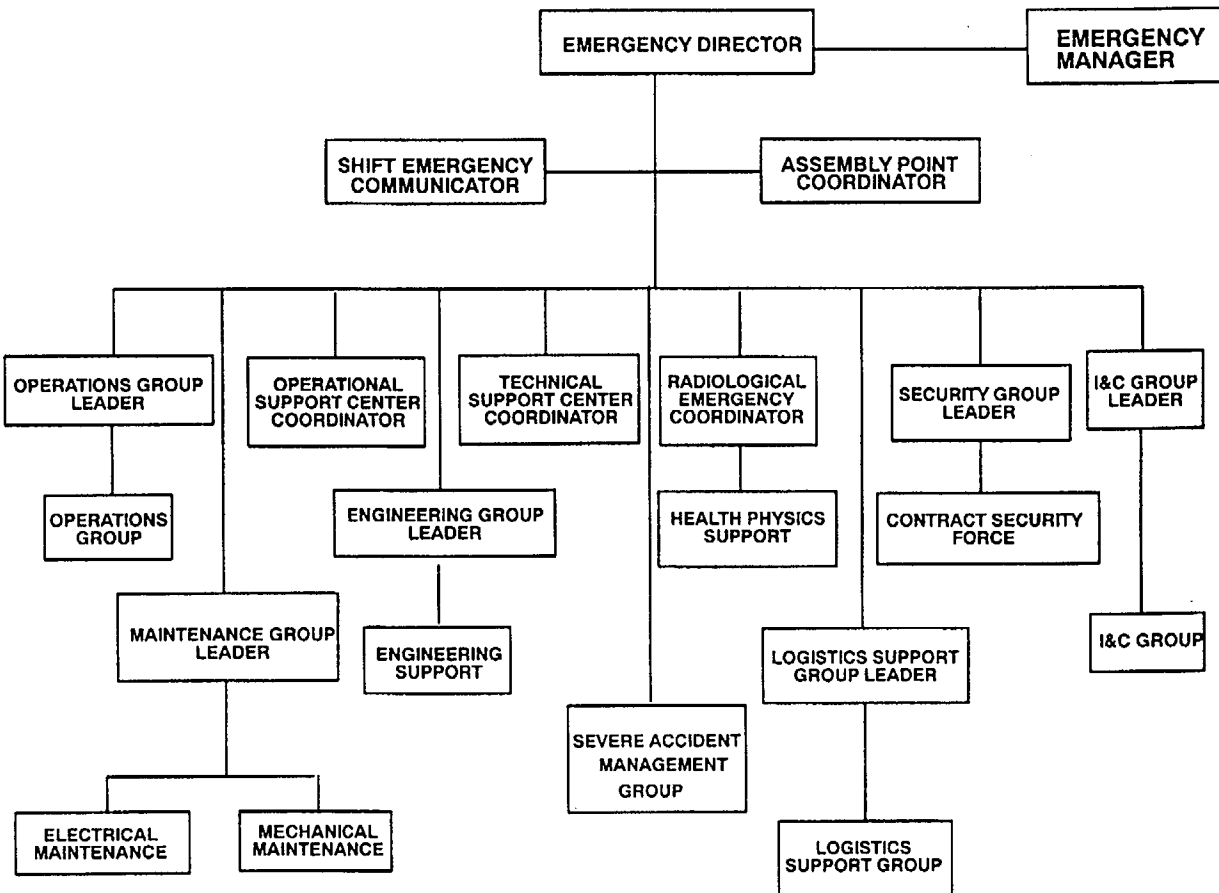 EMERGENCY DIRECTOR
EMERGENCY
MANAGER
SHIFT EMERGENCY
COMMUNICATOR
ASSEMBLY POINT
COORDINATOR
OPERATIONS GROUP
LEADER
OPERATIONAL
SUPPORT CENTER
COORDINATOR
TECHNICAL
SUPPORT CENTER
COORDINATOR
RADIOLOGICAL
EMERGENCY
COORDINATOR
SECURITY GROUP
LEADER
I&C GROUP
LEADER
OPERATIONS
GROUP
ENGINEERING GROUP
LEADER
HEALTH PHYSICS
SUPPORT
CONTRACT SECURITY
FORCE
MAINTENANCE GROUP
LEADER
ENGINEERING
SUPPORT
LOGISTICS SUPPORT
GROUP LEADER
I&C GROUP
SEVERE ACCIDENT
MANAGEMENT
GROUP
ELECTRICAL
MAINTENANCE
MECHANICAL
MAINTENANCE
LOGISTICS
SUPPORT GROUP